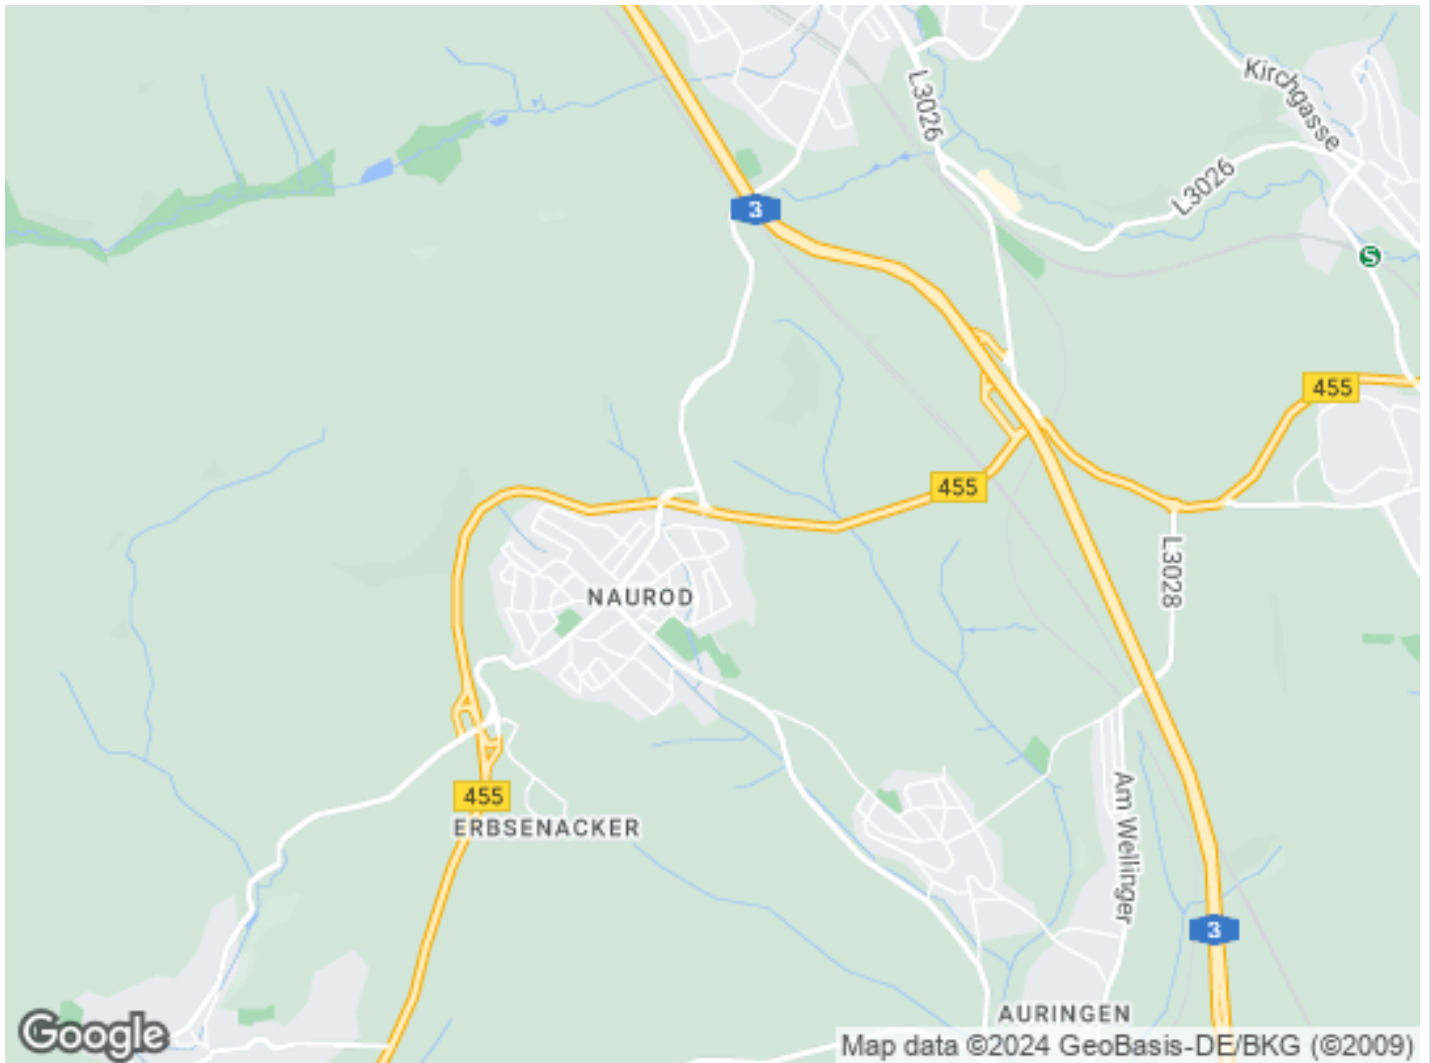 Kirchgasse
L3026
L3026
3
S
455
455
L3028
NAUROD
455
ERBSENACKER
Am Wellinger
3
AURINGEN
Google
Map data ©2024 GeoBasis-DE/BKG (©2009)